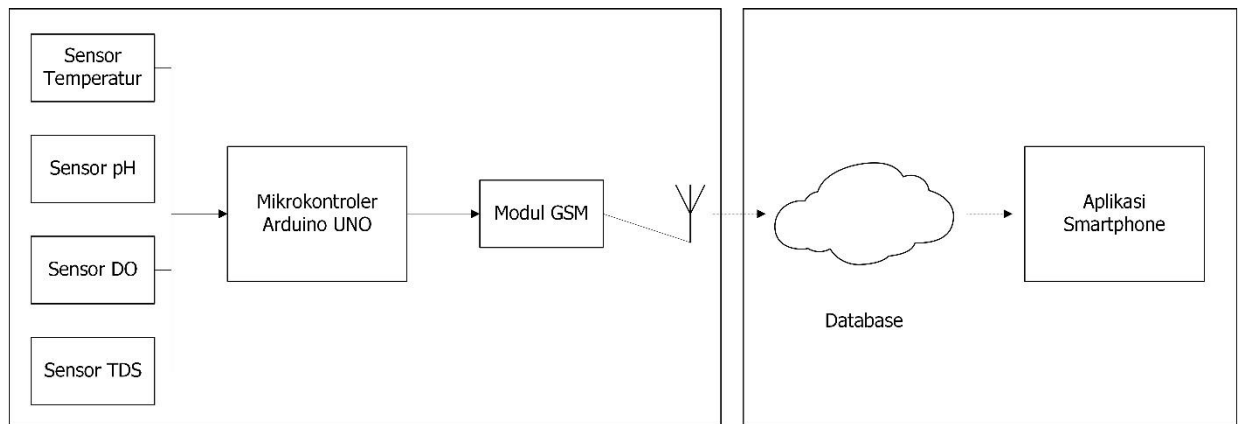 Sensor
Temperatur
Sensor pH
Sensor DO
Sensor TDS
Mikrokontroler
Arduino UNO
Modul GSM
Database
Aplikasi
Smartphone